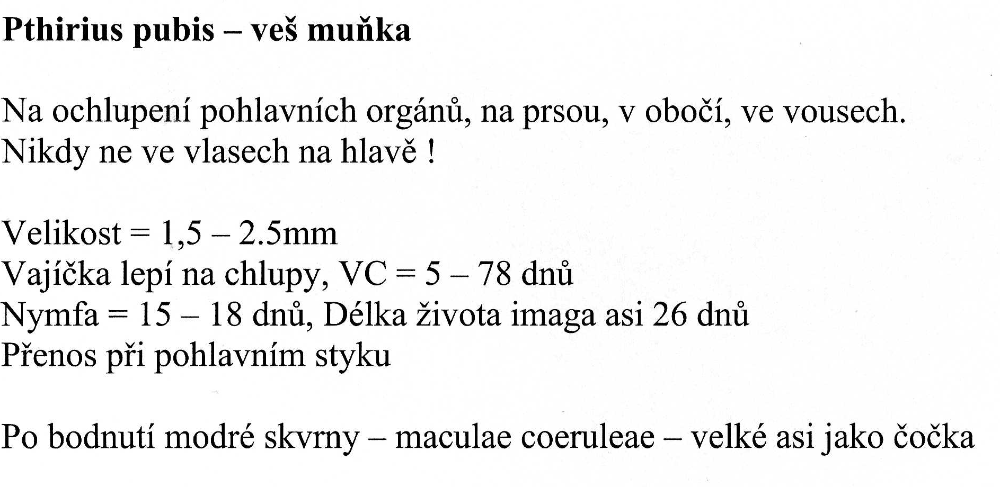 Pthirius pubis – veš muňka
Na ochlupení pohlavních orgánů, na prsou, v obočí, ve vousech.
Nikdy ne ve vlasech na hlavě !
Velikost = 1,5 – 2.5mm
Vajíčka lepí na chlupy, VC = 5 – 78 dnů
Nymfa = 15 – 18 dnů, Délka života imaga asi 26 dnů
Přenos při pohlavním styku
Po bodnutí modré skvrny – maculae coeruleae – velké asi jako čočka